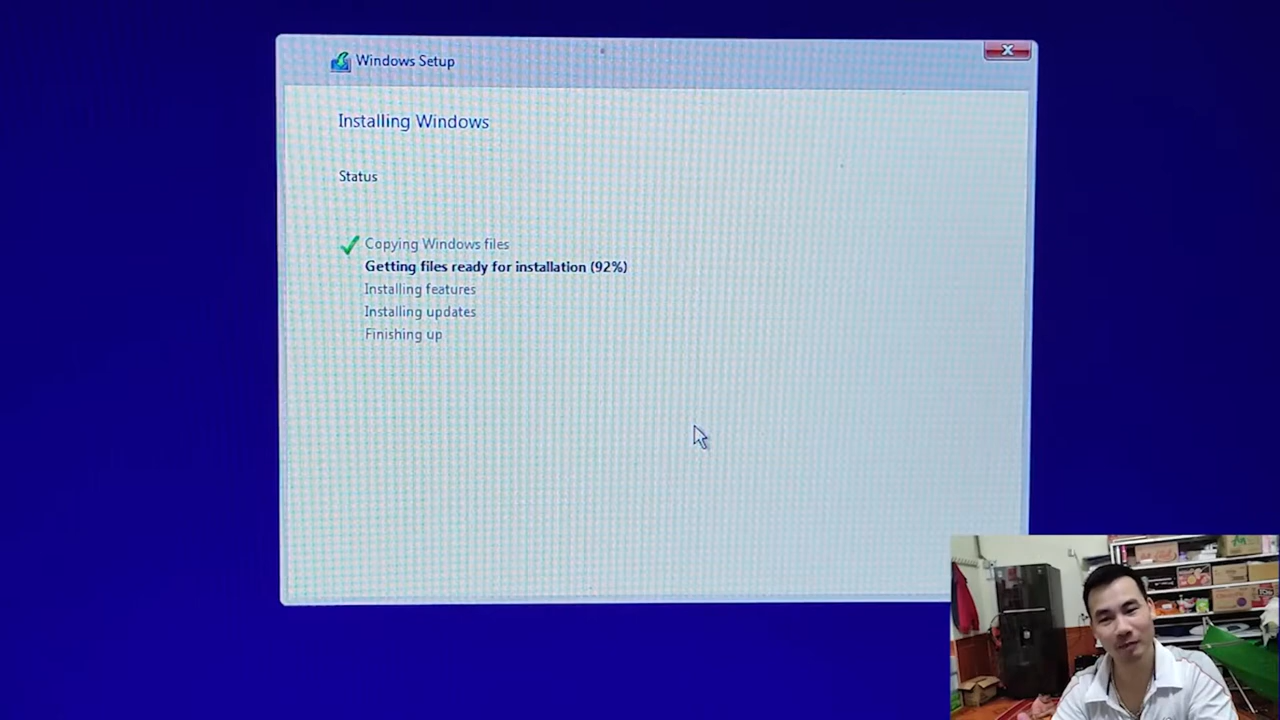 Windows Setup
Installing Windows
Status
Copying Windows files
Getting files ready for installation (92%)
Installing features
Installing updates
Finishing up